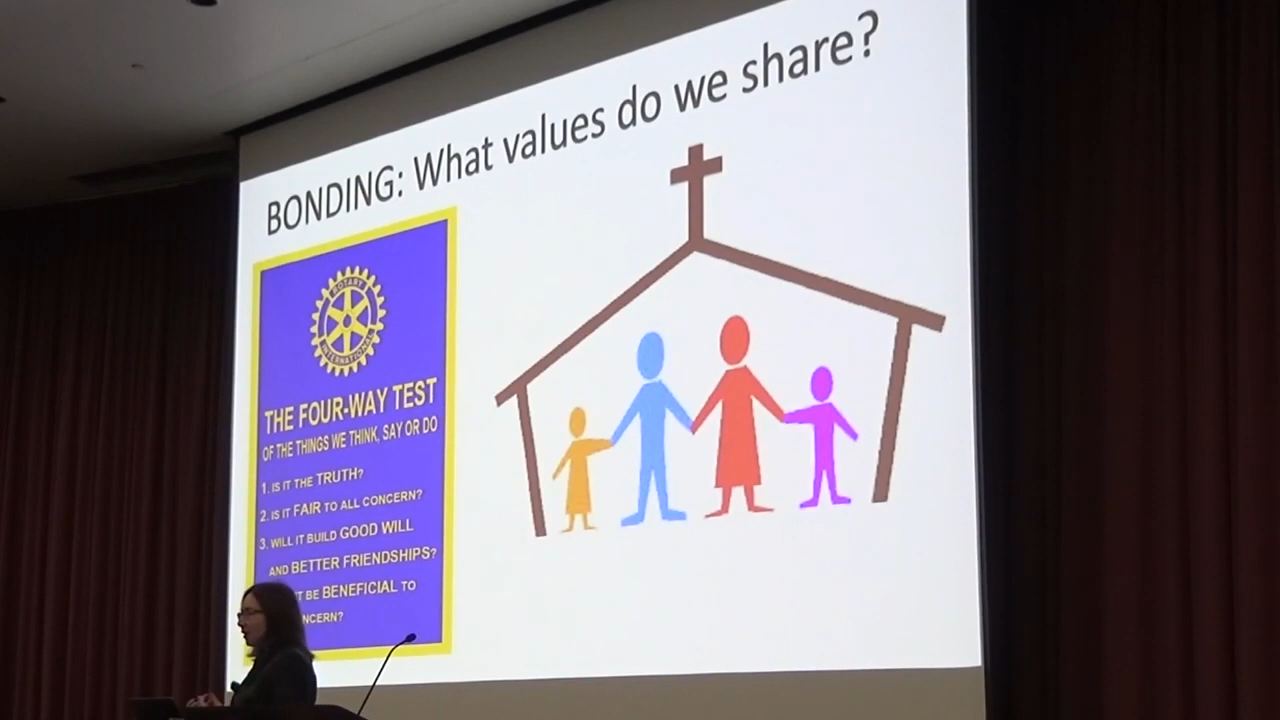 BONDING: What values do we share?
ROTARY
INTERNATIONAL
THE FOUR-WAY TEST
OF THE THINGS WE THINK, SAY OR DO
1. IS IT THE TRUTH?
2. IS IT FAIR TO ALL CONCERN?
3. WILL IT BUILD GOOD WILL
AND BETTER FRIENDSHIPS?
BE BENEFICIAL TO